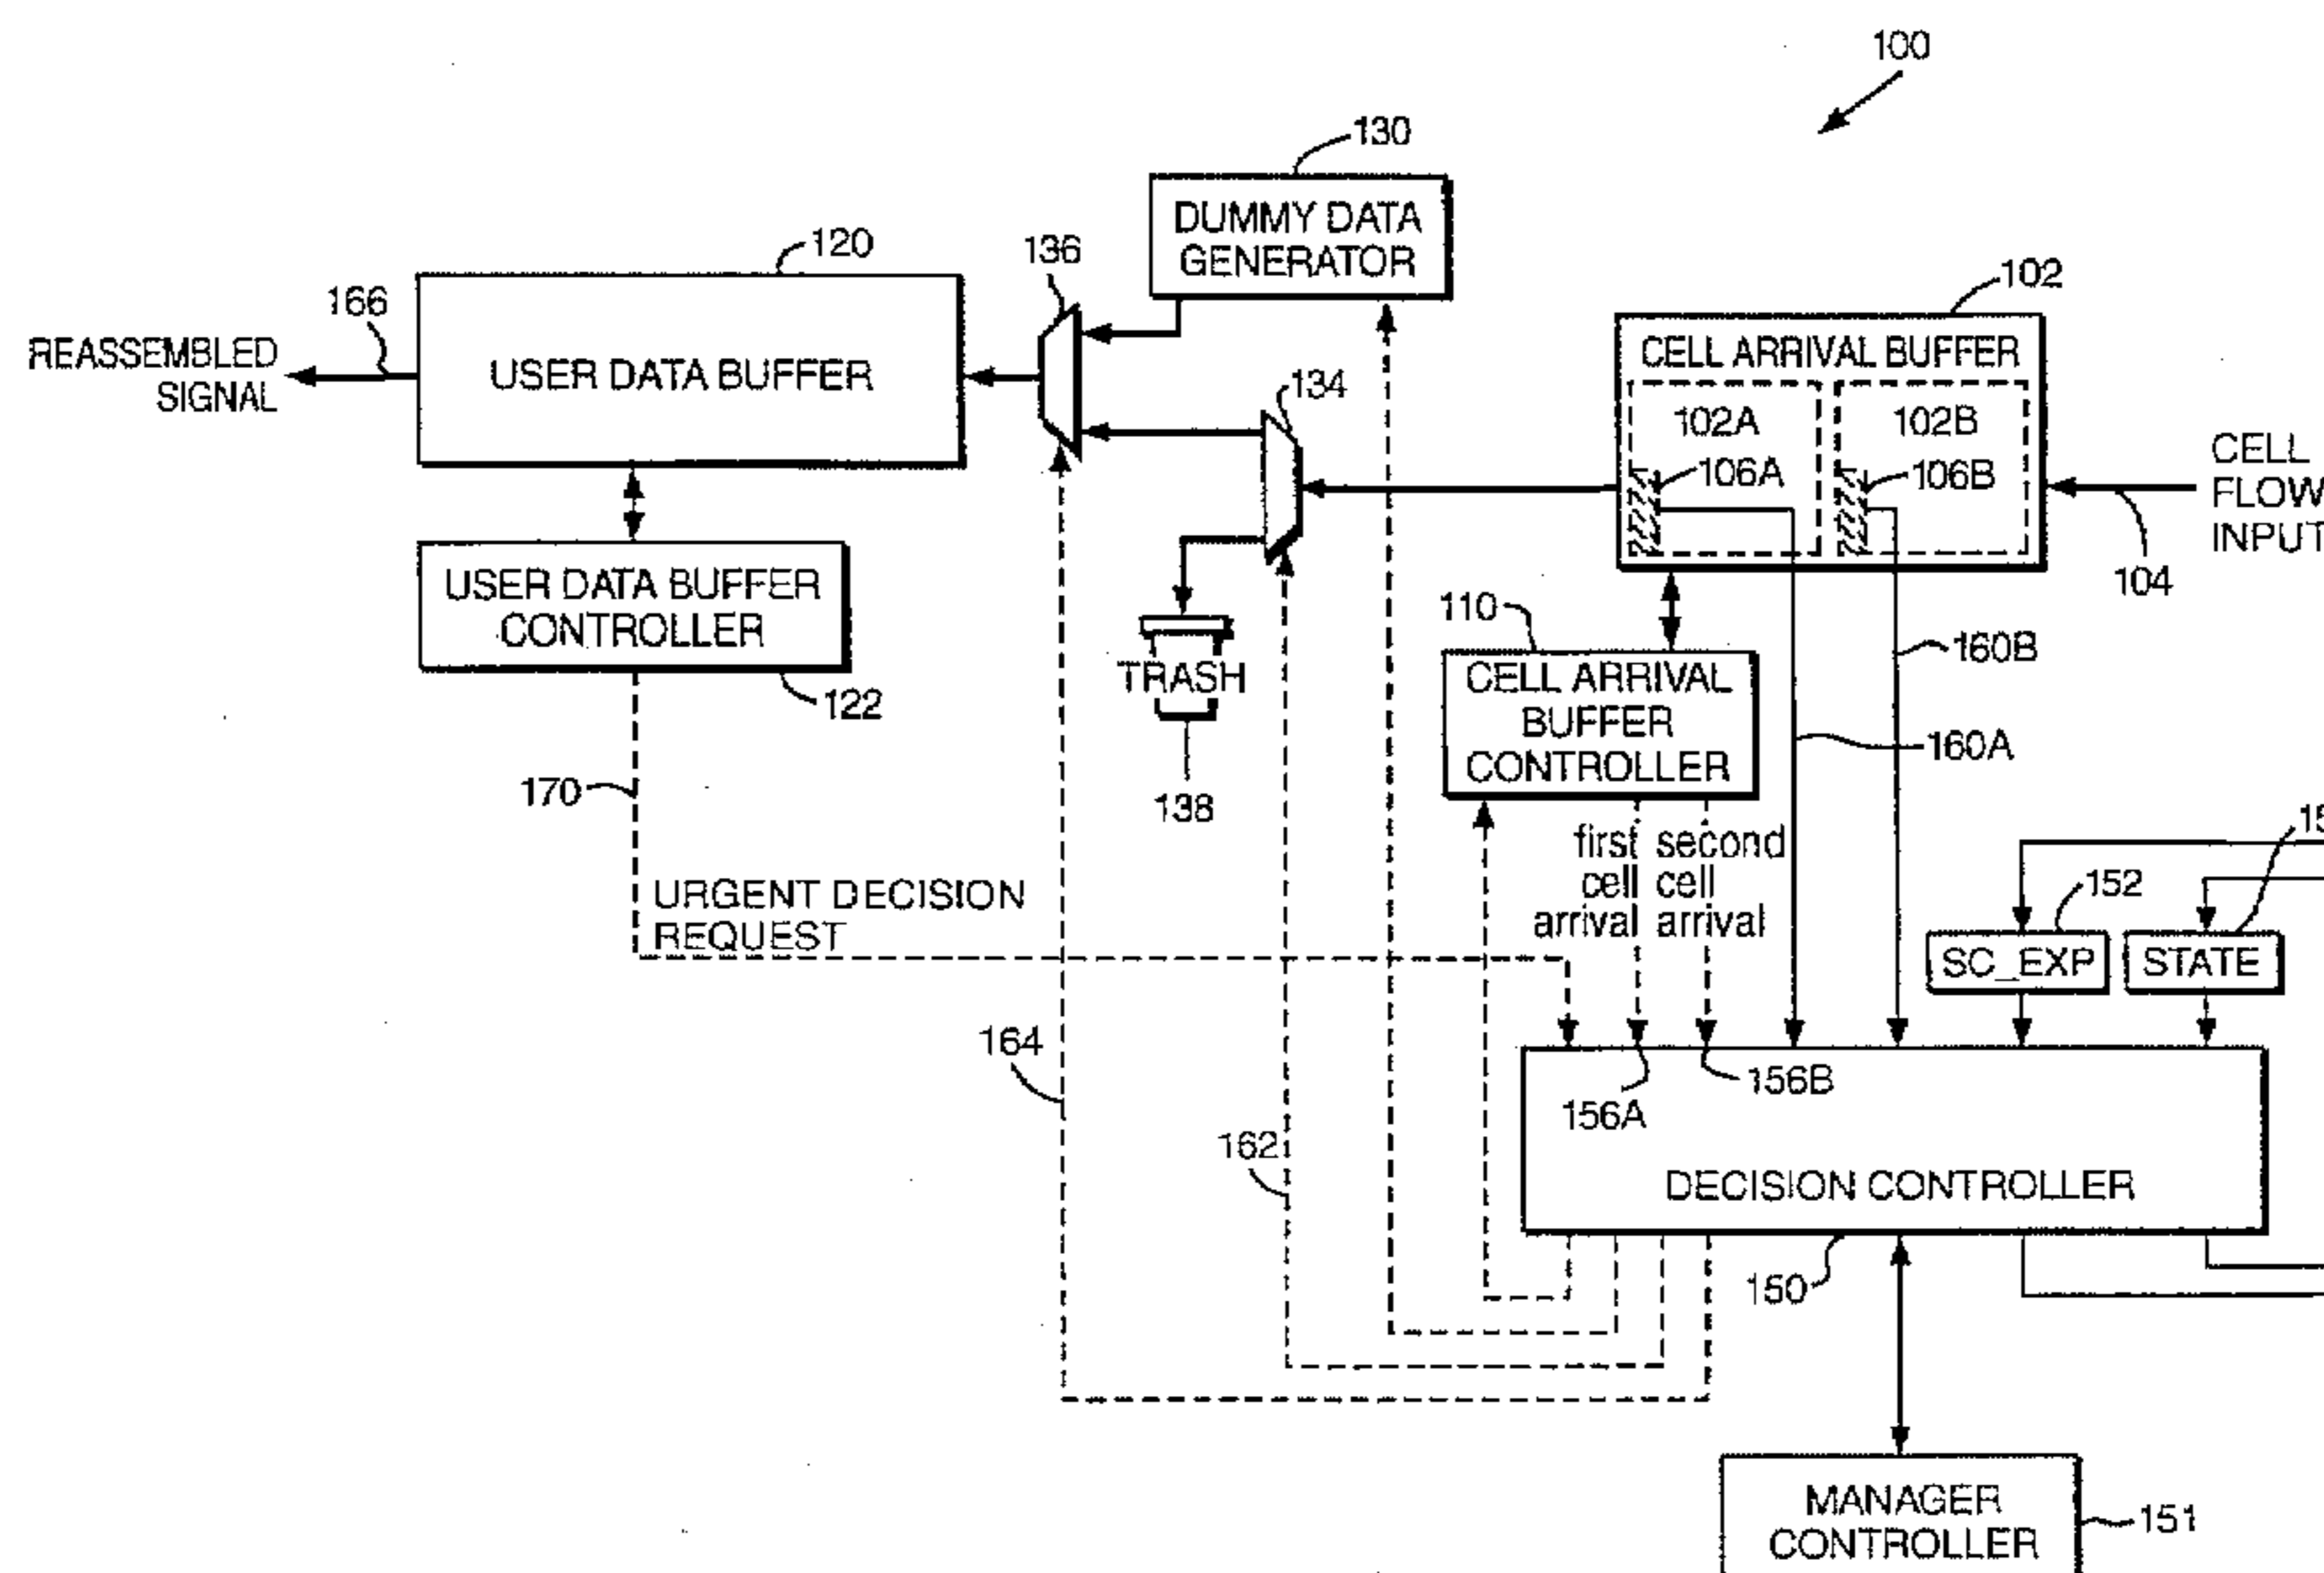 100
130
DUMMY DATA
GENERATOR
120
136
102
166
REASSEMBLED
SIGNAL
USER DATA BUFFER
134
CELL ARRIVAL BUFFER
102A
102B
106A
106B
CELL
FLOW
INPUT
104
USER DATA BUFFER
CONTROLLER
122
TRASH
138
110
CELL ARRIVAL
BUFFER
CONTROLLER
160B
160A
170
first second
cell cell
arrival arrival
URGENT DECISION
REQUEST
152
SC_EXP
STATE
164
156B
156A
162
DECISION CONTROLLER
150
MANAGER
CONTROLLER
151